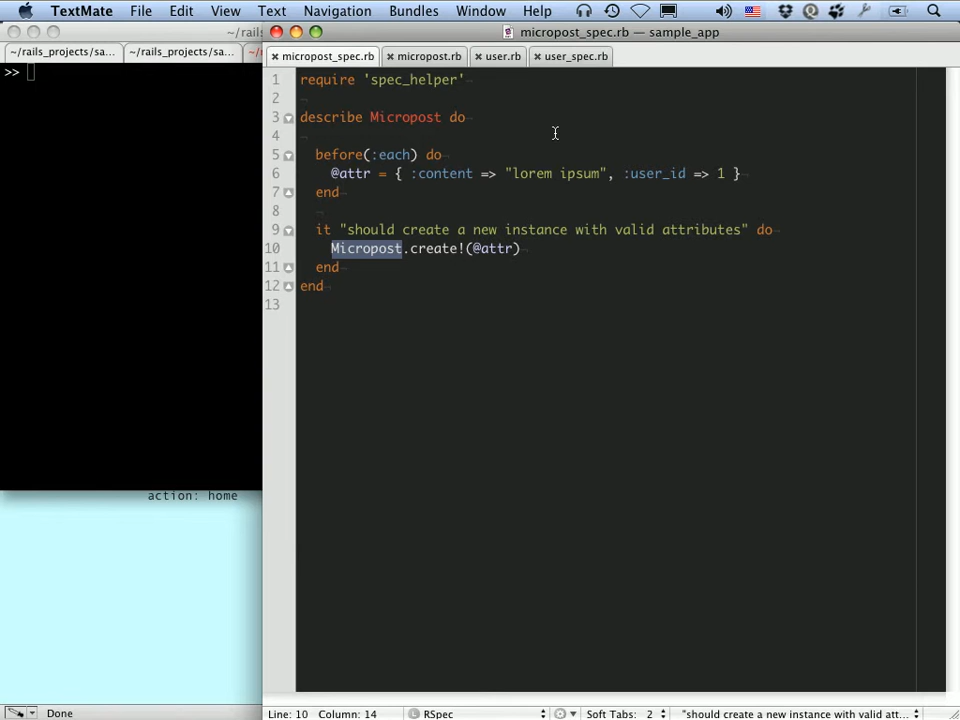 TextMate File Edit View Text Navigation Bundles Window Help
~/rails
micropost_spec.rb — sample_app
~/rails_projects/sa... ~/rails_projects/sa...
micropost_spec.rb micropost.rb user.rb user_spec.rb
>>
1 require 'spec_helper'
2
3 describe Micropost do
4
5 before(:each) do
6 @attr = { :content => "lorem ipsum", :user_id => 1 }
7 end
8
9 it "should create a new instance with valid attributes" do
10 Micropost.create!(@attr)
11 end
12 end
13
action: home
Done
Line: 10 Column: 14 RSpec Soft Tabs: 2 "should create a new instance with valid att...